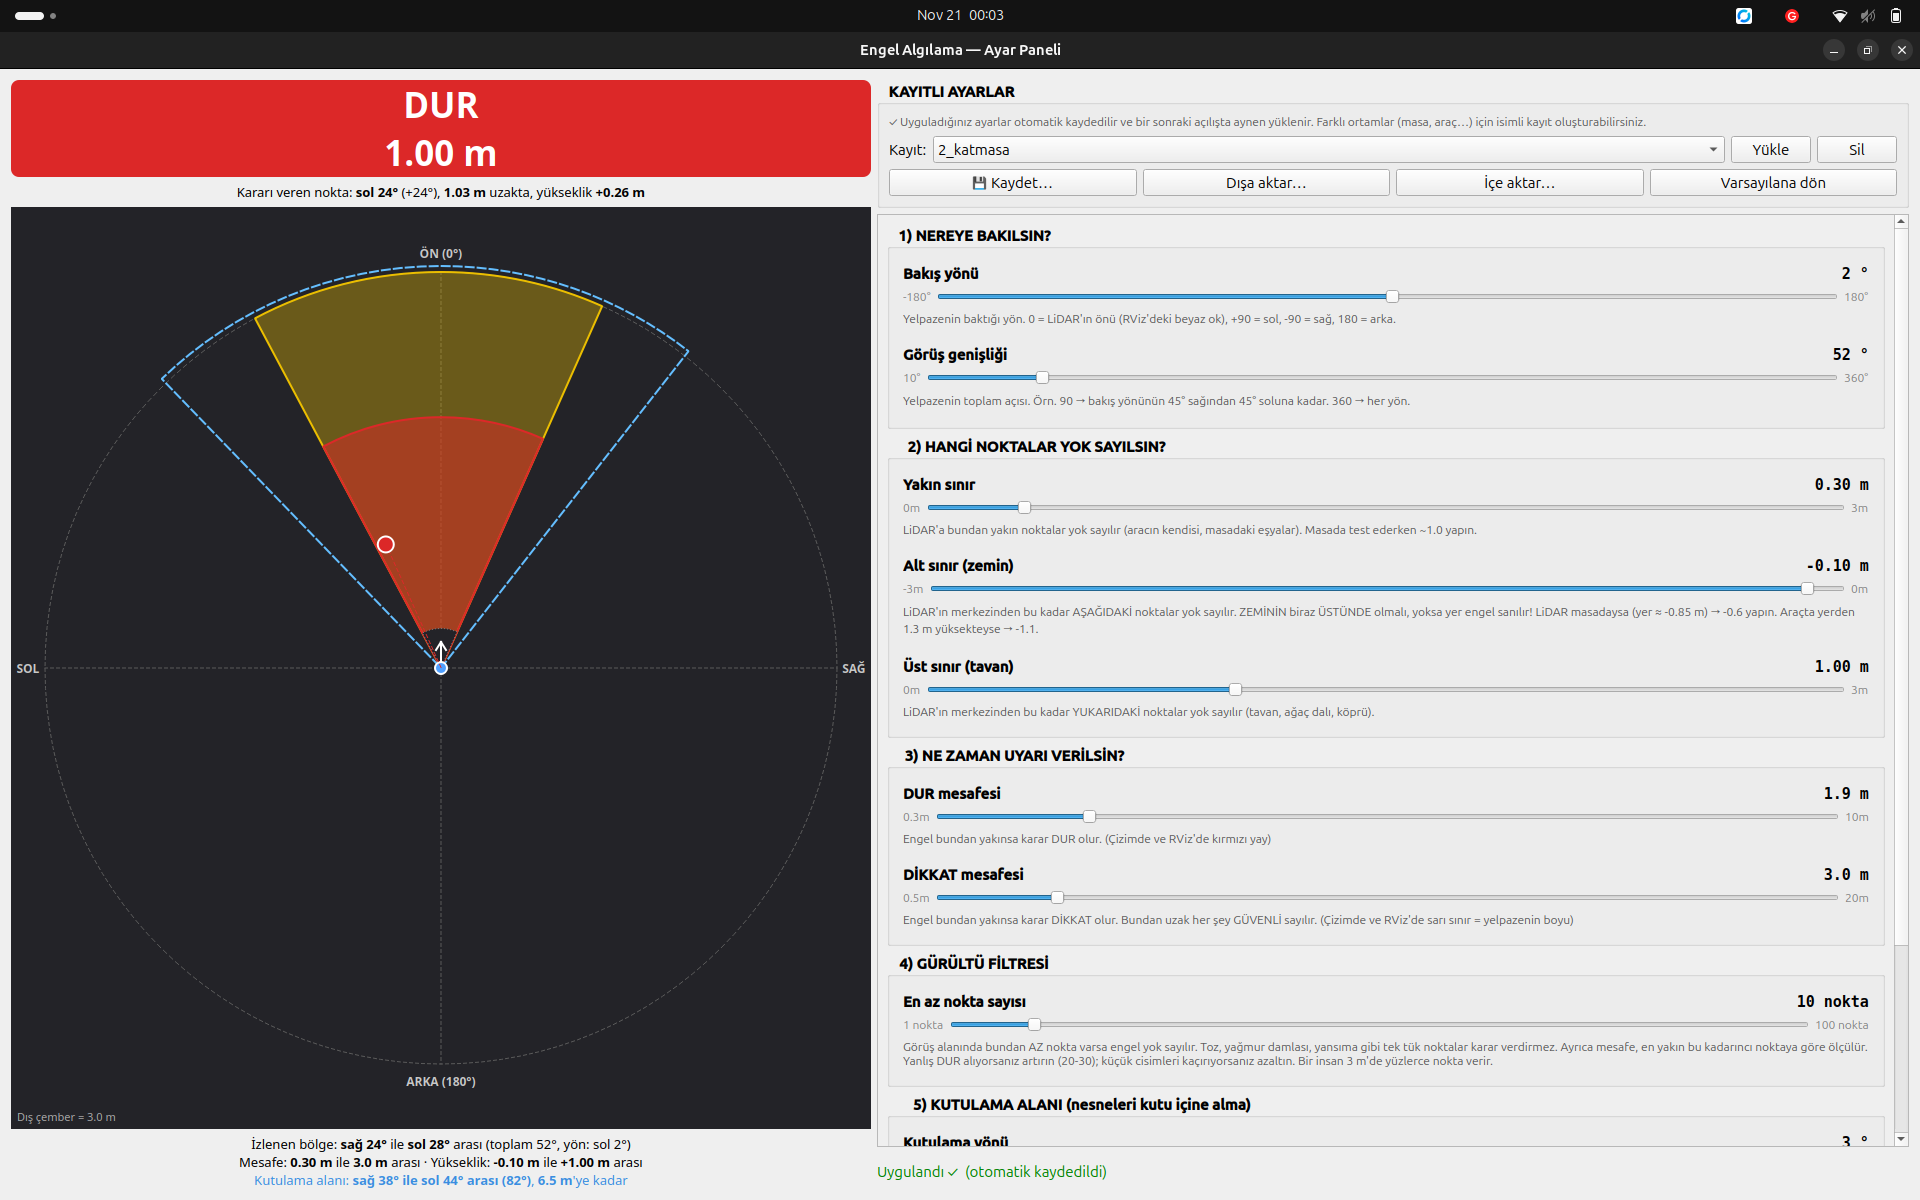 Nov 21 00:03
Engel Algılama — Ayar Paneli
DUR
1.00 m
Kararı veren nokta: sol 24° (+24°), 1.03 m uzakta, yükseklik +0.26 m
ÖN (0°)
SOL
SAĞ
ARKA (180°)
Dış çember = 3.0 m
İzlenen bölge: sağ 24° ile sol 28° arası (toplam 52°, yön: sol 2°)
Mesafe: 0.30 m ile 3.0 m arası · Yükseklik: -0.10 m ile +1.00 m arası
Kutulama alanı: sağ 38° ile sol 44° arası (82°), 6.5 m'ye kadar
KAYITLI AYARLAR
✓ Uyguladığınız ayarlar otomatik kaydedilir ve bir sonraki açılışta aynen yüklenir. Farklı ortamlar (masa, araç…) için isimli kayıt oluşturabilirsiniz.
Kayıt: 2_katmasa Yükle Sil
Kaydet… Dışa aktar… İçe aktar… Varsayılana dön
1) NEREYE BAKILSIN?
Bakış yönü 2 °
-180° 180°
Yelpazenin baktığı yön. 0 = LiDAR'ın önü (RViz'deki beyaz ok), +90 = sol, -90 = sağ, 180 = arka.
Görüş genişliği 52 °
10° 360°
Yelpazenin toplam açısı. Örn. 90 → bakış yönünün 45° sağından 45° soluna kadar. 360 → her yön.
2) HANGİ NOKTALAR YOK SAYILSIN?
Yakın sınır 0.30 m
0m 3m
LiDAR'a bundan yakın noktalar yok sayılır (aracın kendisi, masadaki eşyalar). Masada test ederken ~1.0 yapın.
Alt sınır (zemin) -0.10 m
-3m 0m
LiDAR'ın merkezinden bu kadar AŞAĞIDAKİ noktalar yok sayılır. ZEMİNİN biraz ÜSTÜNDE olmalı, yoksa yer engel sanılır! LiDAR masadaysa (yer ≈ -0.85 m) → -0.6 yapın. Araçta yerden
1.3 m yüksekteyse → -1.1.
Üst sınır (tavan) 1.00 m
0m 3m
LiDAR'ın merkezinden bu kadar YUKARIDAKİ noktalar yok sayılır (tavan, ağaç dalı, köprü).
3) NE ZAMAN UYARI VERİLSİN?
DUR mesafesi 1.9 m
0.3m 10m
Engel bundan yakınsa karar DUR olur. (Çizimde ve RViz'de kırmızı yay)
DİKKAT mesafesi 3.0 m
0.5m 20m
Engel bundan yakınsa karar DİKKAT olur. Bundan uzak her şey GÜVENLİ sayılır. (Çizimde ve RViz'de sarı sınır = yelpazenin boyu)
4) GÜRÜLTÜ FİLTRESİ
En az nokta sayısı 10 nokta
1 nokta 100 nokta
Görüş alanında bundan AZ nokta varsa engel yok sayılır. Toz, yağmur damlası, yansıma gibi tek tük noktalar karar verdirmez. Ayrıca mesafe, en yakın bu kadarıncı noktaya göre ölçülür.
Yanlış DUR alıyorsanız artırın (20-30); küçük cisimleri kaçırıyorsanız azaltın. Bir insan 3 m'de yüzlerce nokta verir.
5) KUTULAMA ALANI (nesneleri kutu içine alma)
Kutulama yönü 3 °
Uygulandı ✓ (otomatik kaydedildi)